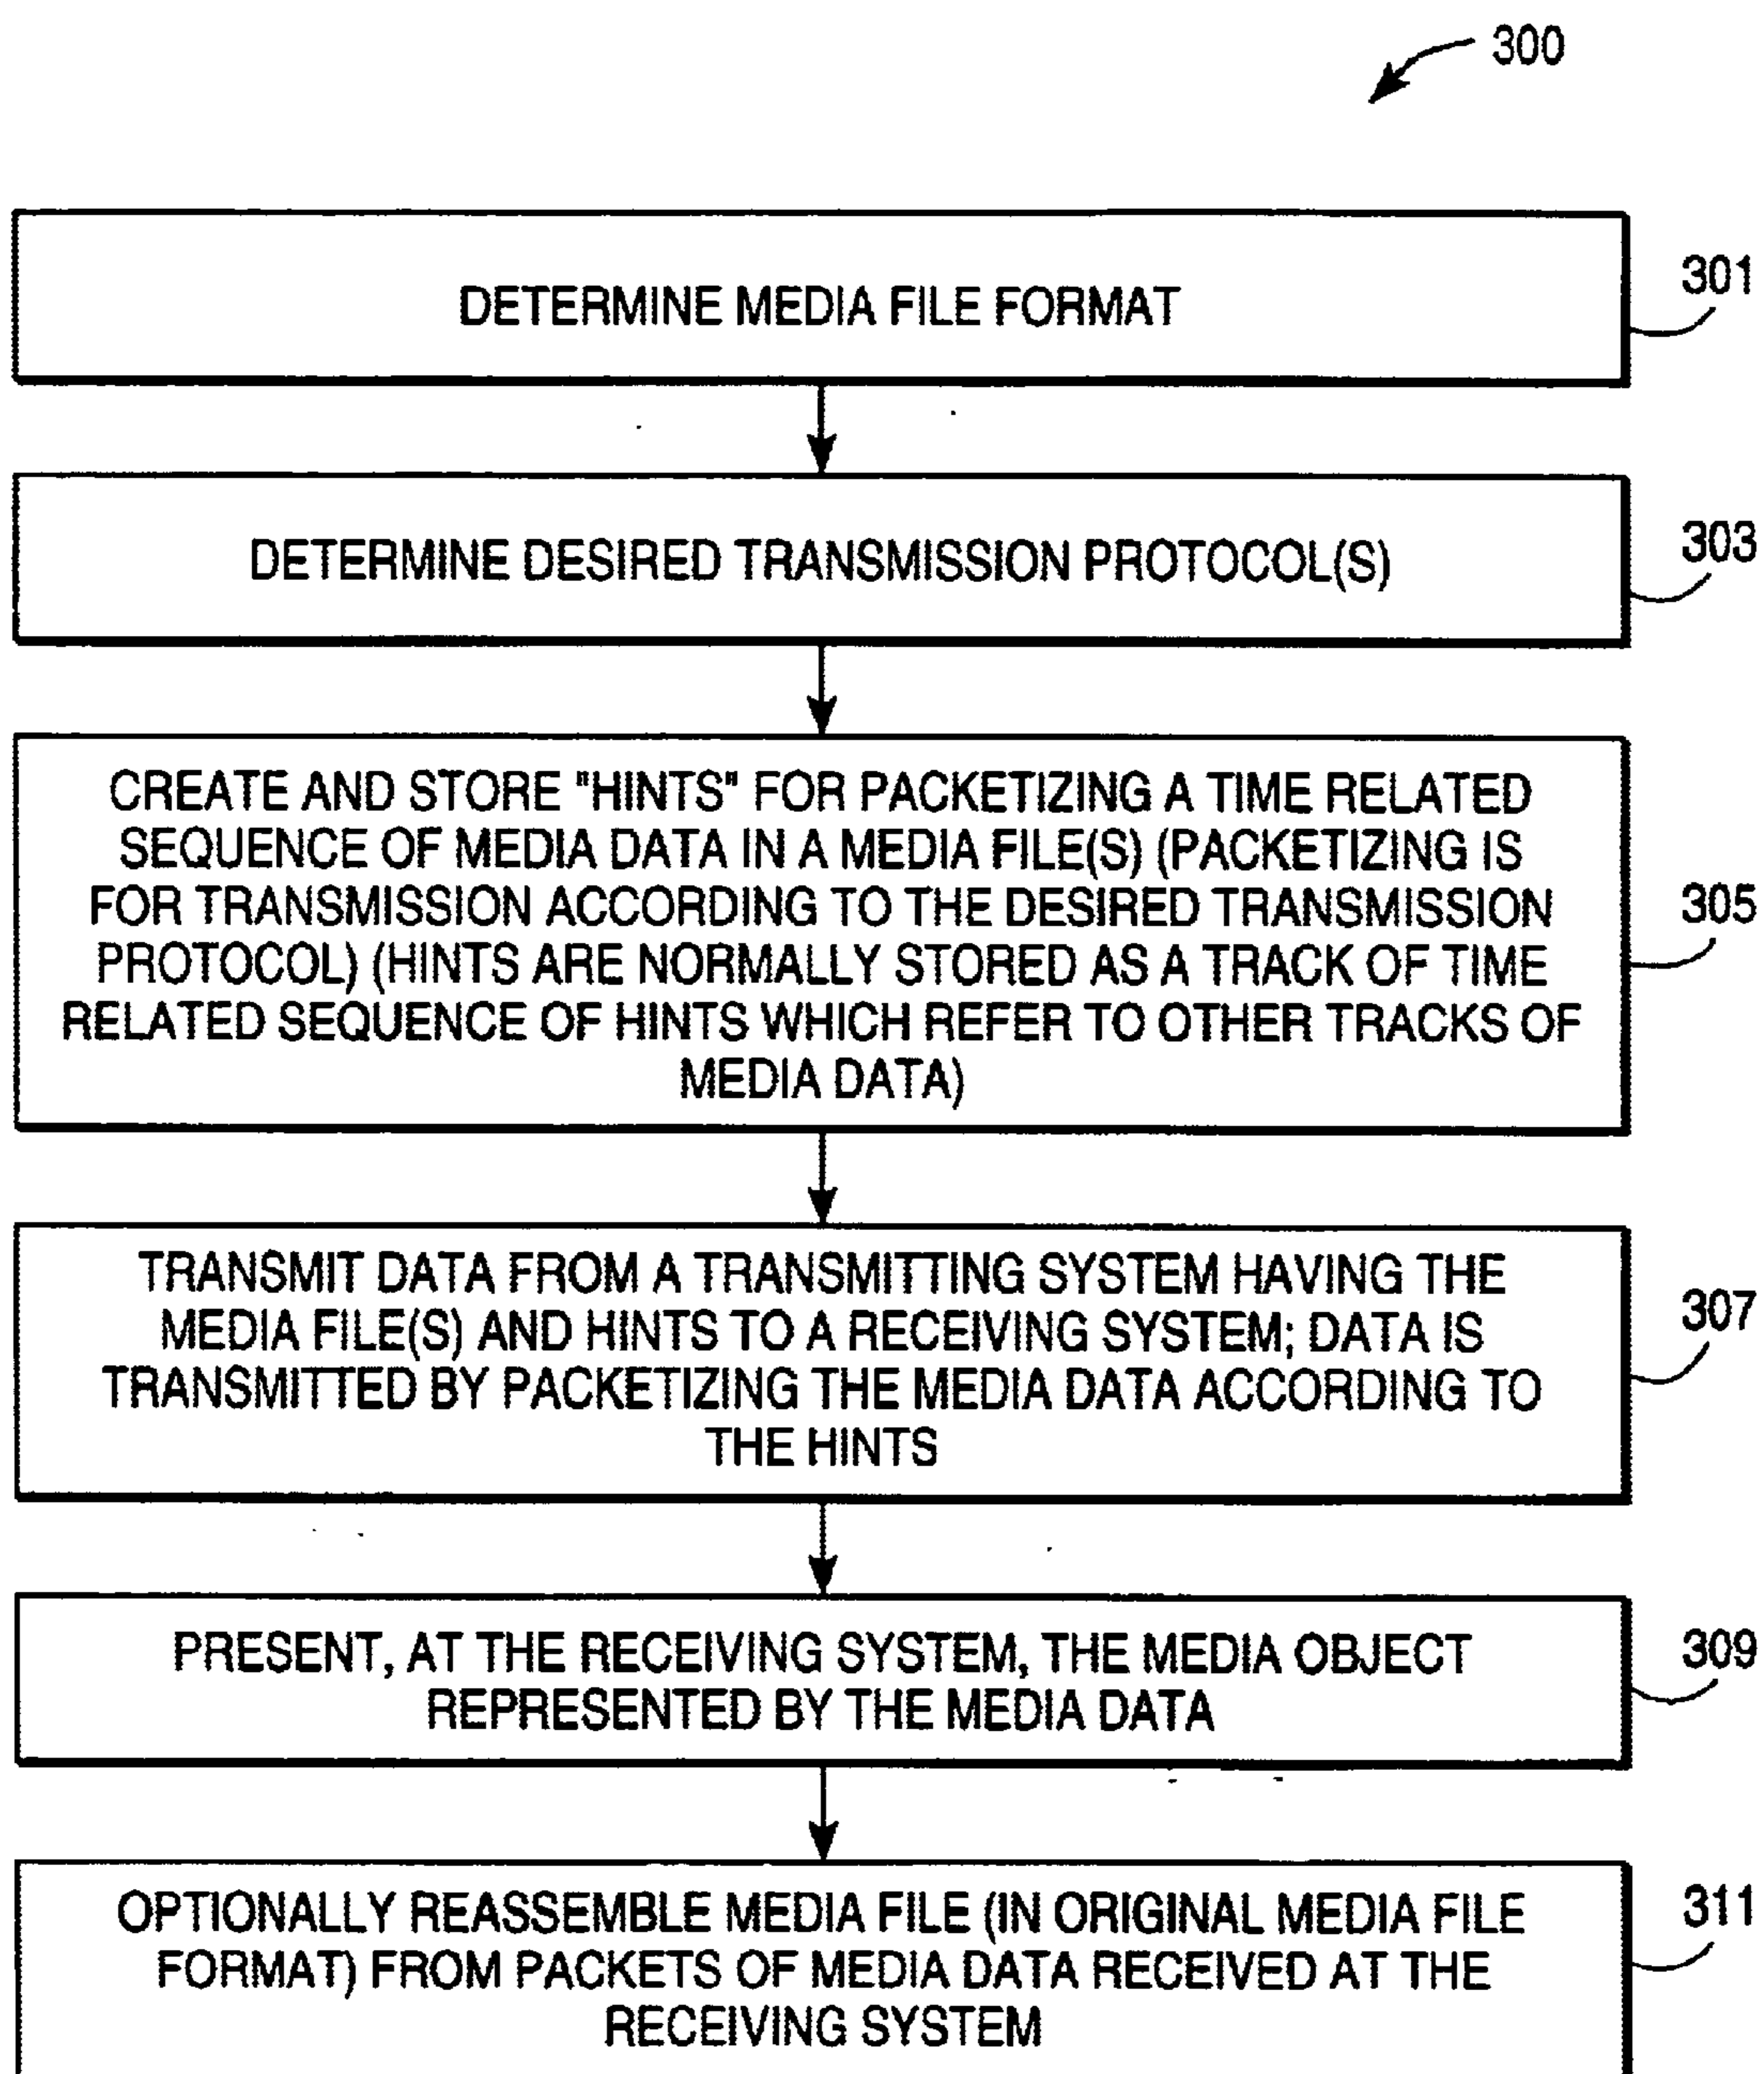 300
DETERMINE MEDIA FILE FORMAT
301
DETERMINE DESIRED TRANSMISSION PROTOCOL(S)
303
CREATE AND STORE "HINTS" FOR PACKETIZING A TIME RELATED
SEQUENCE OF MEDIA DATA IN A MEDIA FILE(S) (PACKETIZING IS
FOR TRANSMISSION ACCORDING TO THE DESIRED TRANSMISSION
PROTOCOL) (HINTS ARE NORMALLY STORED AS A TRACK OF TIME
RELATED SEQUENCE OF HINTS WHICH REFER TO OTHER TRACKS OF
MEDIA DATA)
305
TRANSMIT DATA FROM A TRANSMITTING SYSTEM HAVING THE
MEDIA FILE(S) AND HINTS TO A RECEIVING SYSTEM; DATA IS
TRANSMITTED BY PACKETIZING THE MEDIA DATA ACCORDING TO
THE HINTS
307
PRESENT, AT THE RECEIVING SYSTEM, THE MEDIA OBJECT
REPRESENTED BY THE MEDIA DATA
309
OPTIONALLY REASSEMBLE MEDIA FILE (IN ORIGINAL MEDIA FILE
FORMAT) FROM PACKETS OF MEDIA DATA RECEIVED AT THE
RECEIVING SYSTEM
311